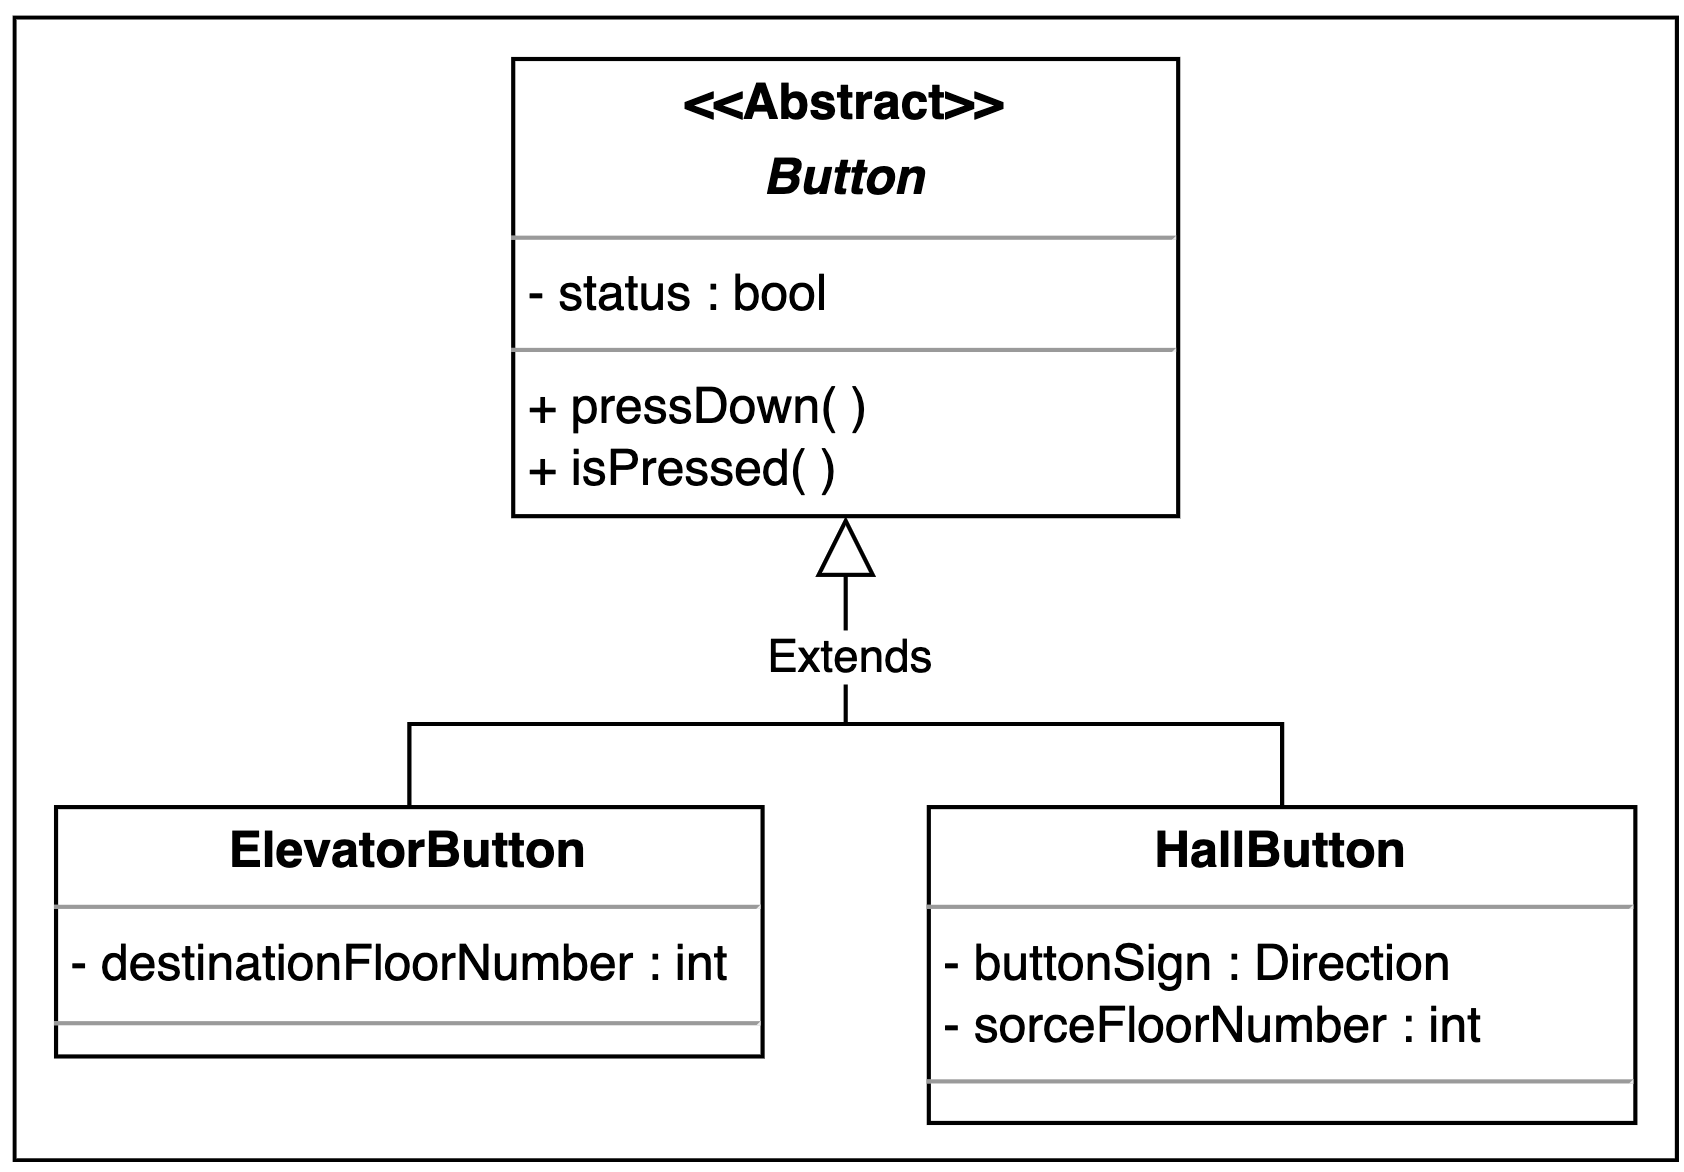 <<Abstract>>
Button
- status : bool
+ pressDown( )
+ isPressed( )
Extends
ElevatorButton
- destinationFloorNumber : int
HallButton
- buttonSign : Direction
- sorceFloorNumber : int